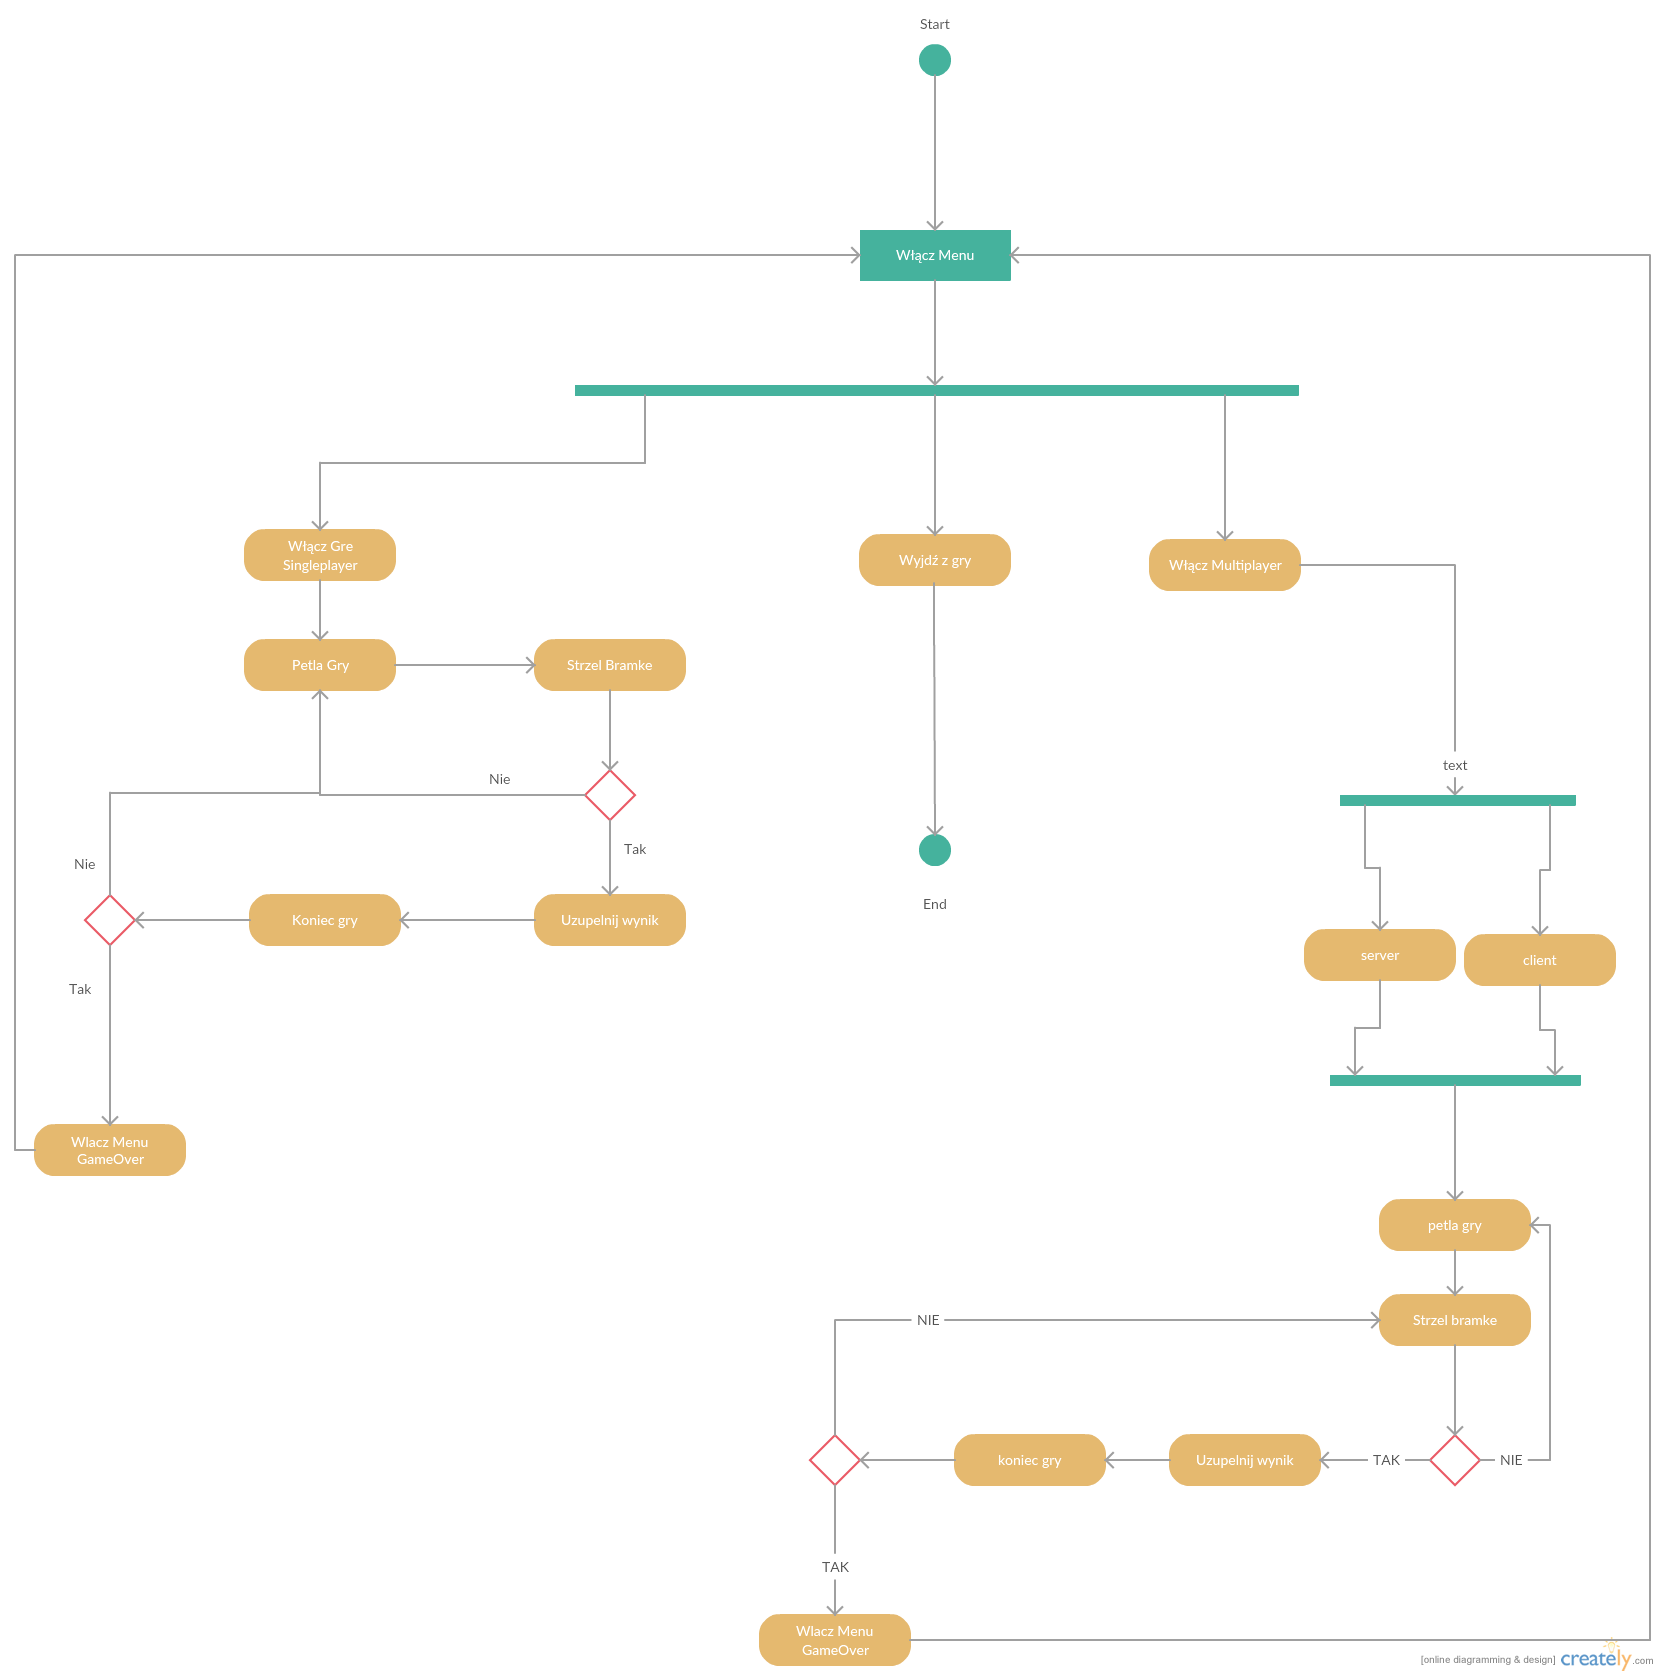 Start
Włącz Menu
Włącz Gre
Singleplayer
Wyjdź z gry
Włącz Multiplayer
Petla Gry
Strzel Bramke
Nie
Tak
text
Nie
Koniec gry
Uzupelnij wynik
End
Tak
server
client
Wlacz Menu
GameOver
petla gry
NIE
Strzel bramke
koniec gry
Uzupelnij wynik
TAK
NIE
TAK
Wlacz Menu
GameOver
[online diagramming & design] creately.com